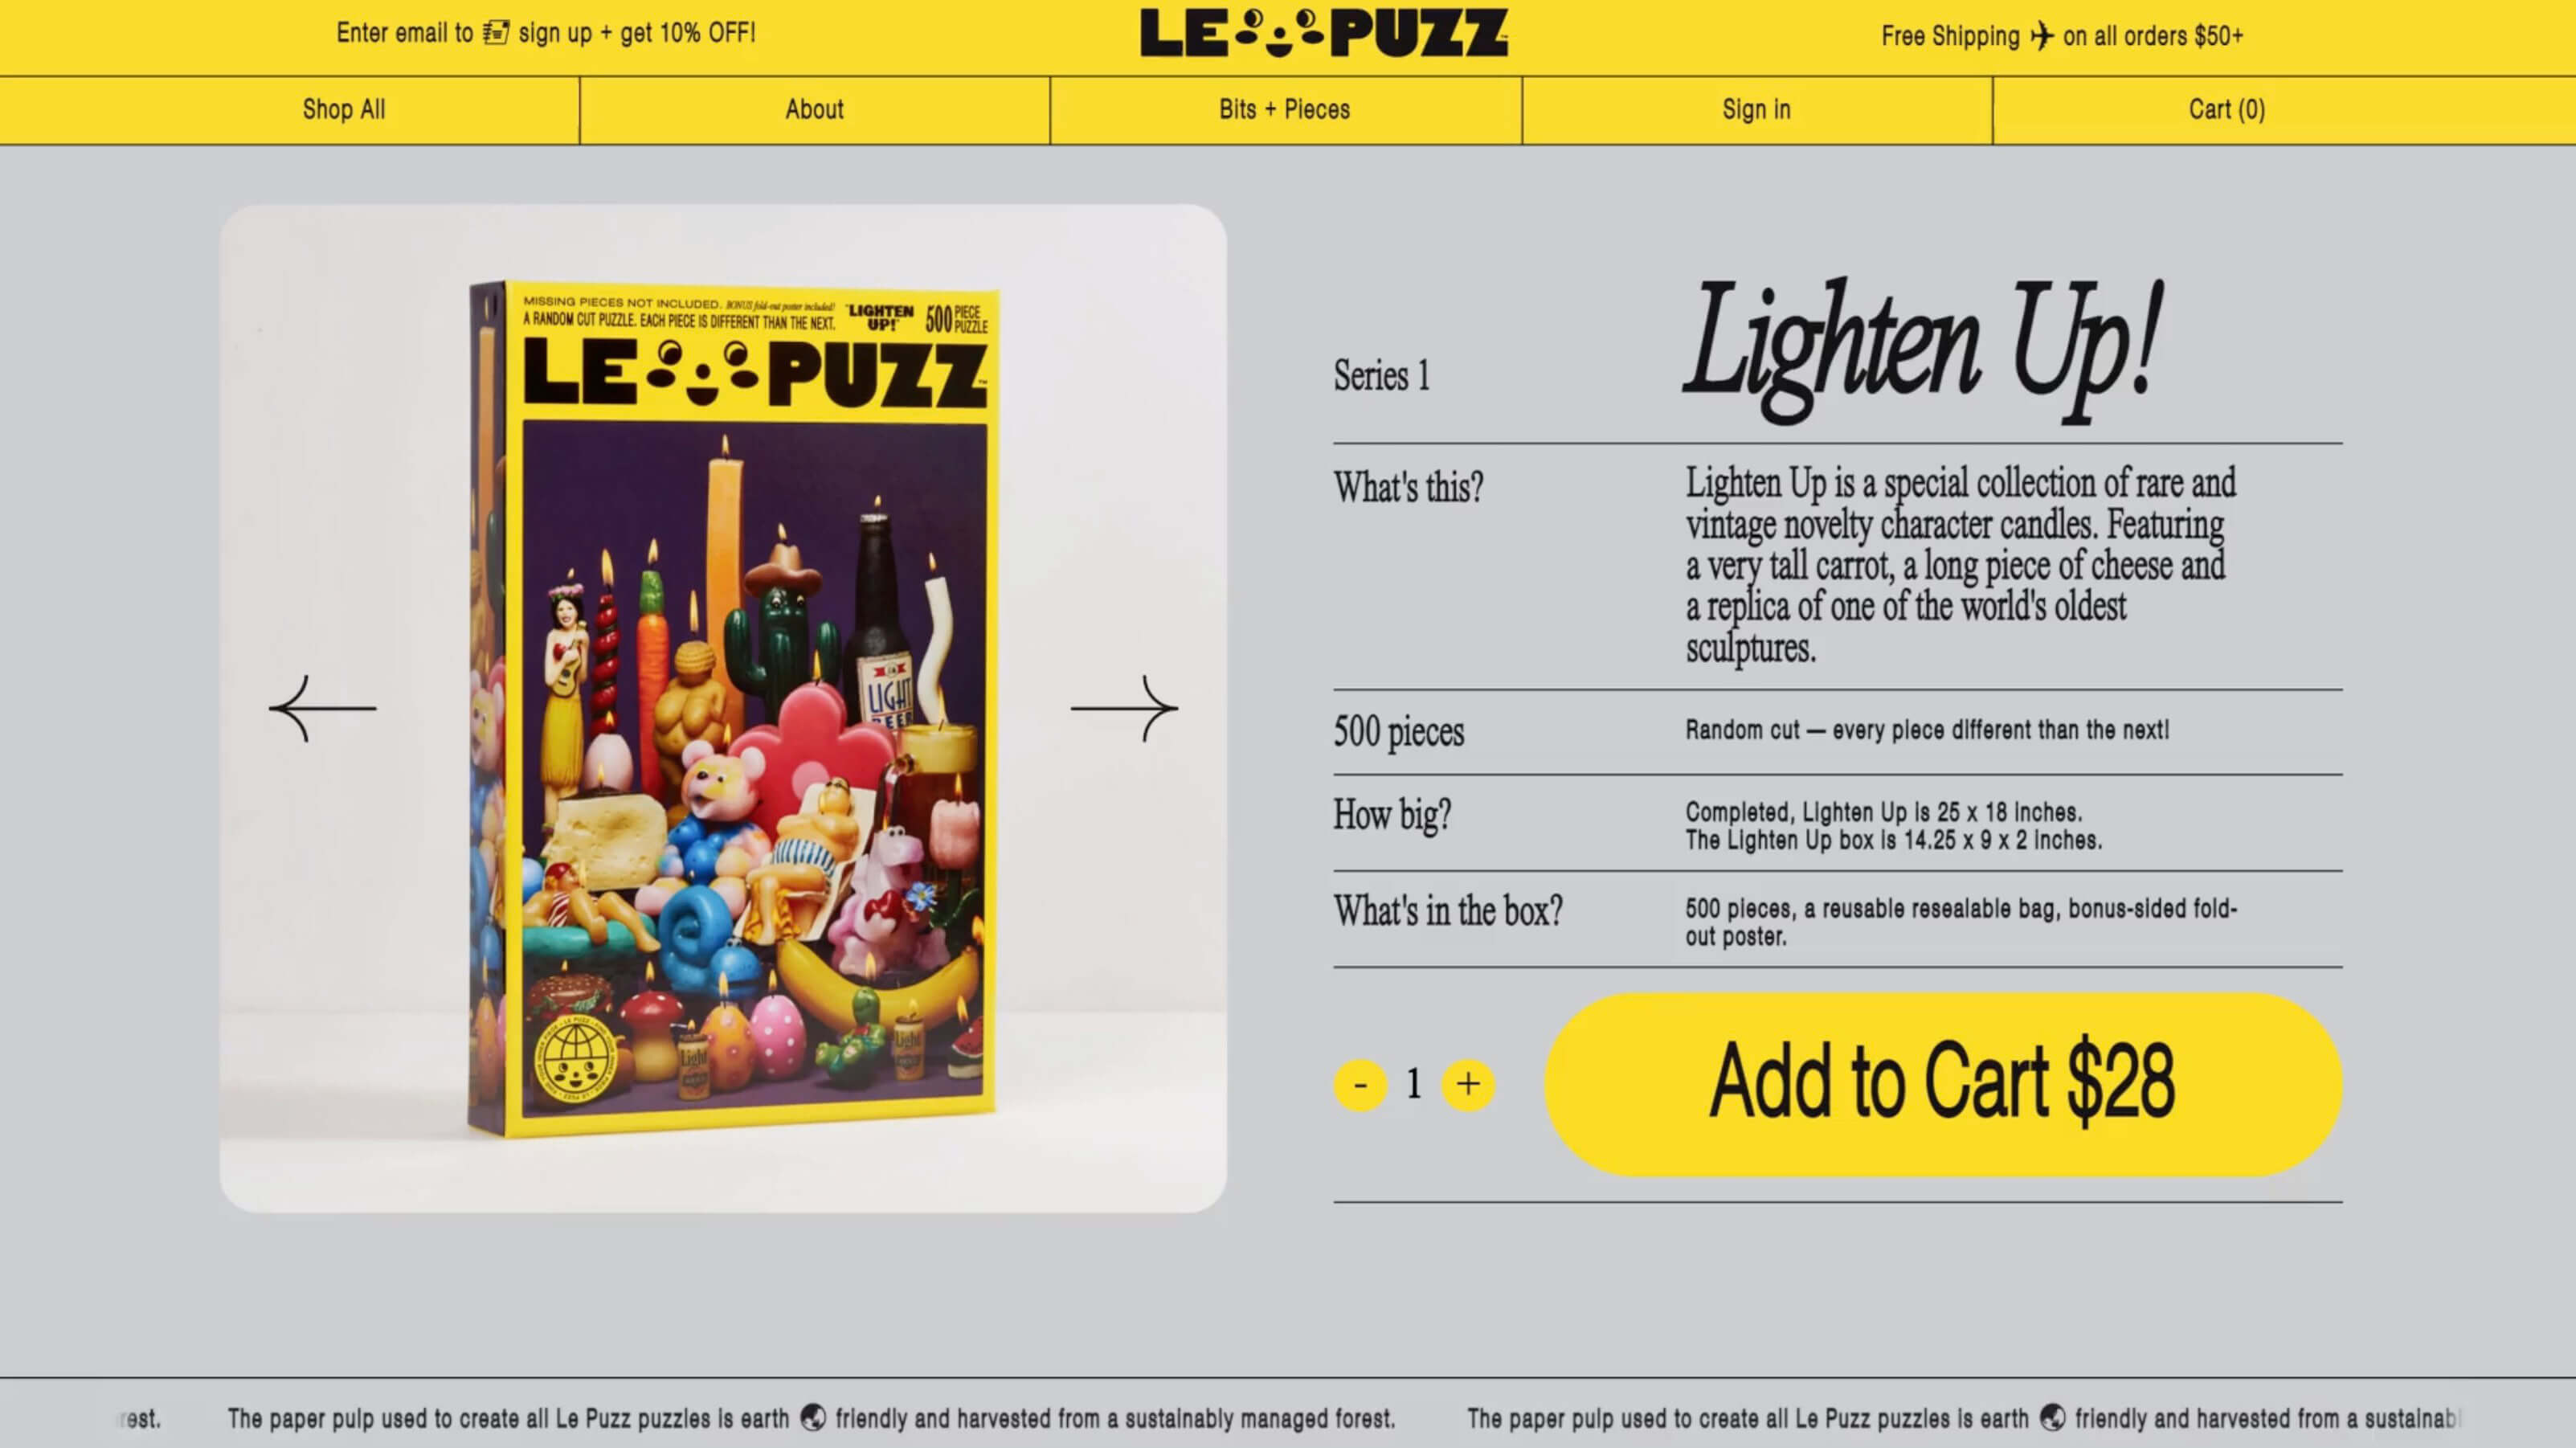 Enter email to sign up + get 10% OFF!
LE PUZZ
Free Shipping on all orders $50+
Shop All
About
Bits + Pieces
Sign in
Cart (0)
MISSING PIECES NOT INCLUDED. BONUS fold-out poster included!
A RANDOM CUT PUZZLE. EACH PIECE IS DIFFERENT THAN THE NEXT.
"LIGHTEN
UP!"
500 PIECE
PUZZLE
LE PUZZ™
LIGHT
BEER
Light
Light
Series 1
Lighten Up!
What's this?
Lighten Up is a special collection of rare and
vintage novelty character candles. Featuring
a very tall carrot, a long piece of cheese and
a replica of one of the world's oldest
sculptures.
500 pieces
Random cut — every piece different than the next!
How big?
Completed, Lighten Up is 25 x 18 inches.
The Lighten Up box is 14.25 x 9 x 2 inches.
What's in the box?
500 pieces, a reusable resealable bag, bonus-sided fold-
out poster.
- 1 +
Add to Cart $28
rest. The paper pulp used to create all Le Puzz puzzles is earth friendly and harvested from a sustainably managed forest. The paper pulp used to create all Le Puzz puzzles is earth friendly and harvested from a sustainabl